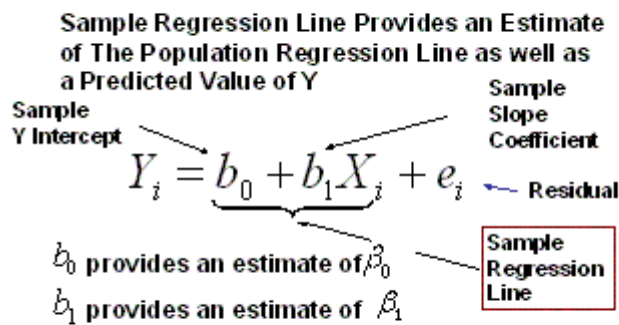 Sample Regression Line Provides an Estimate
of The Population Regression Line as well as
a Predicted Value of Y
Sample
Y Intercept
Sample
Slope
Coefficient
Yᵢ = b₀ + b₁Xᵢ + eᵢ
Residual
Sample
Regression
Line
b₀ provides an estimate of β₀
b₁ provides an estimate of β₁